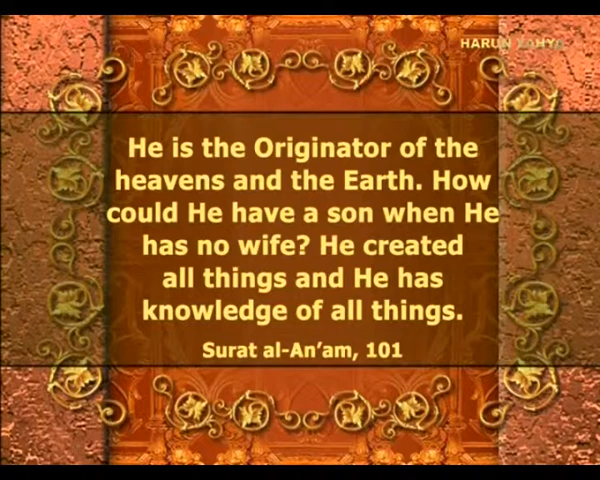 HARUN YAHYA
He is the Originator of the
heavens and the Earth. How
could He have a son when He
has no wife? He created
all things and He has
knowledge of all things.
Surat al-An'am, 101